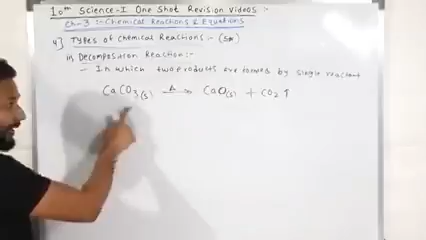 10th Science-I One Shot Revision Videos:-
Ch-3:- Chemical Reactions & Equations
4] Types of chemical Reactions:- (5m)
i) Decomposition Reaction:-
- In which two products are formed by single reactant
CaCO₃(s) —Δ→ CaO(s) + CO₂ ↑